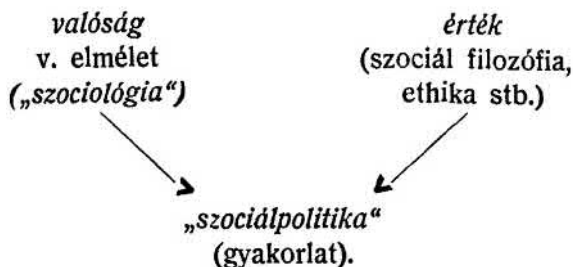 valóság
v. elmélet
(„szociológia“)
érték
(szociál filozófia,
ethika stb.)
„szociálpolitika“
(gyakorlat).